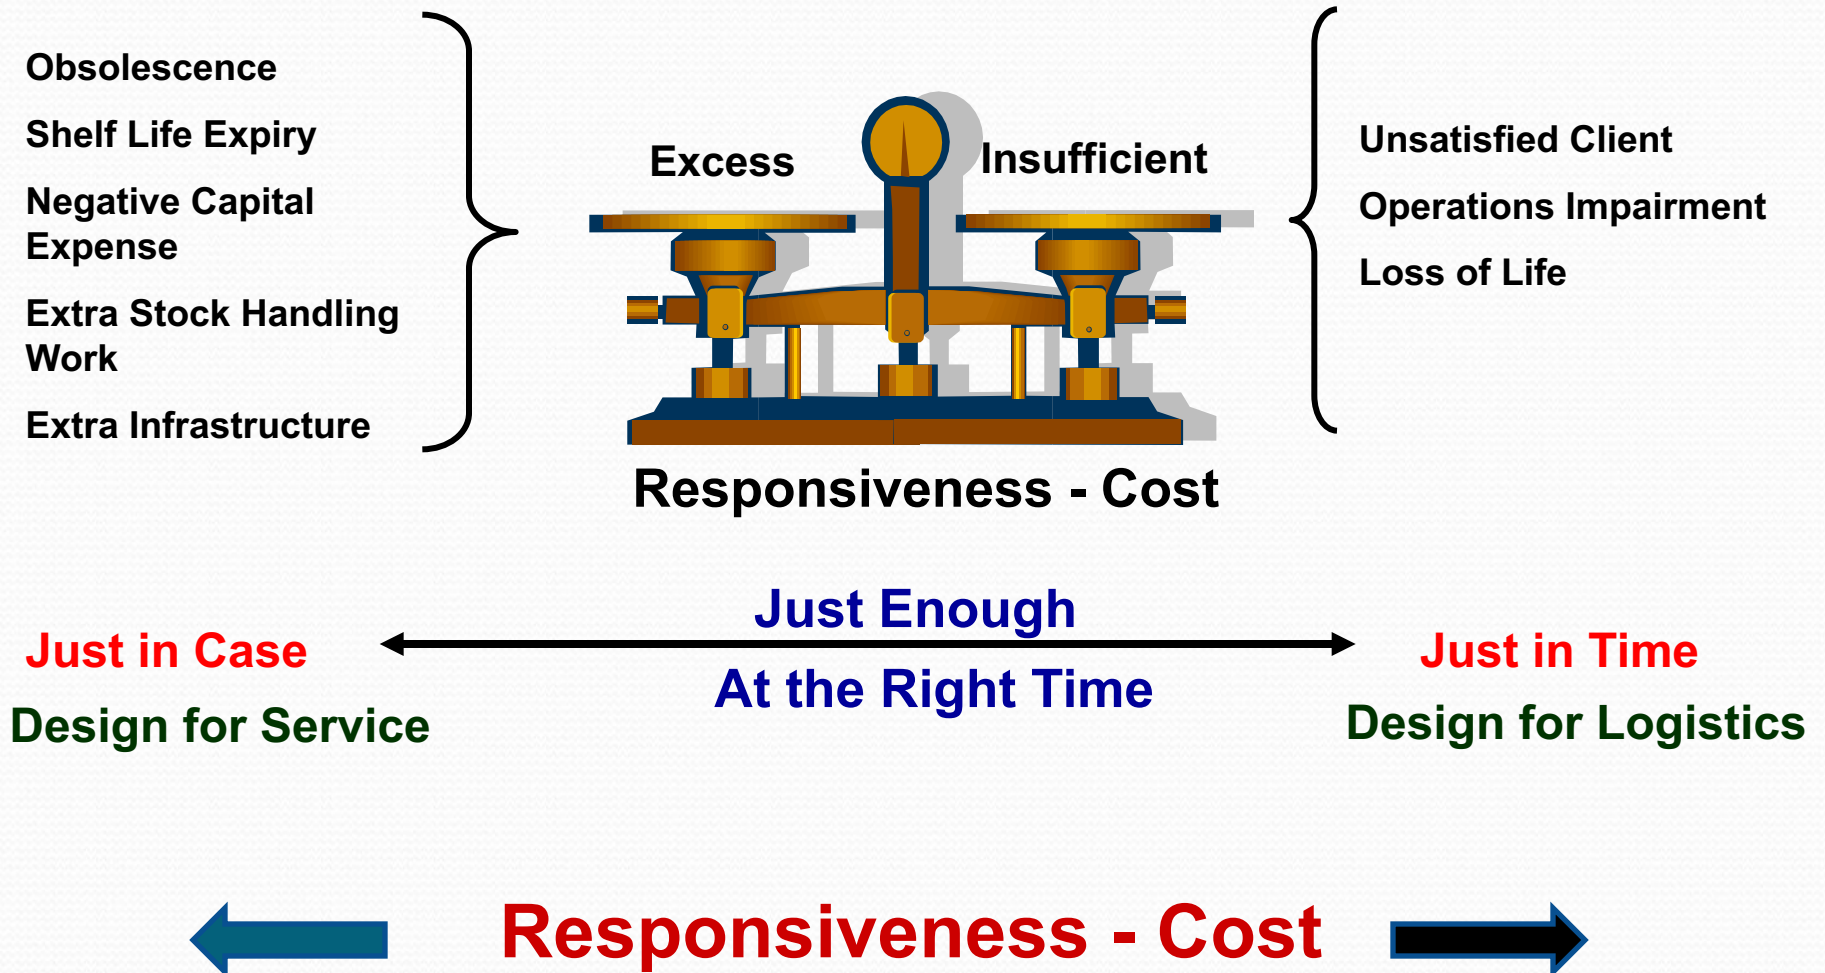 Obsolescence
Shelf Life Expiry
Negative Capital
Expense
Extra Stock Handling
Work
Extra Infrastructure
Excess
Insufficient
Unsatisfied Client
Operations Impairment
Loss of Life
Responsiveness - Cost
Just Enough
Just in Case
Just in Time
At the Right Time
Design for Service
Design for Logistics
Responsiveness - Cost